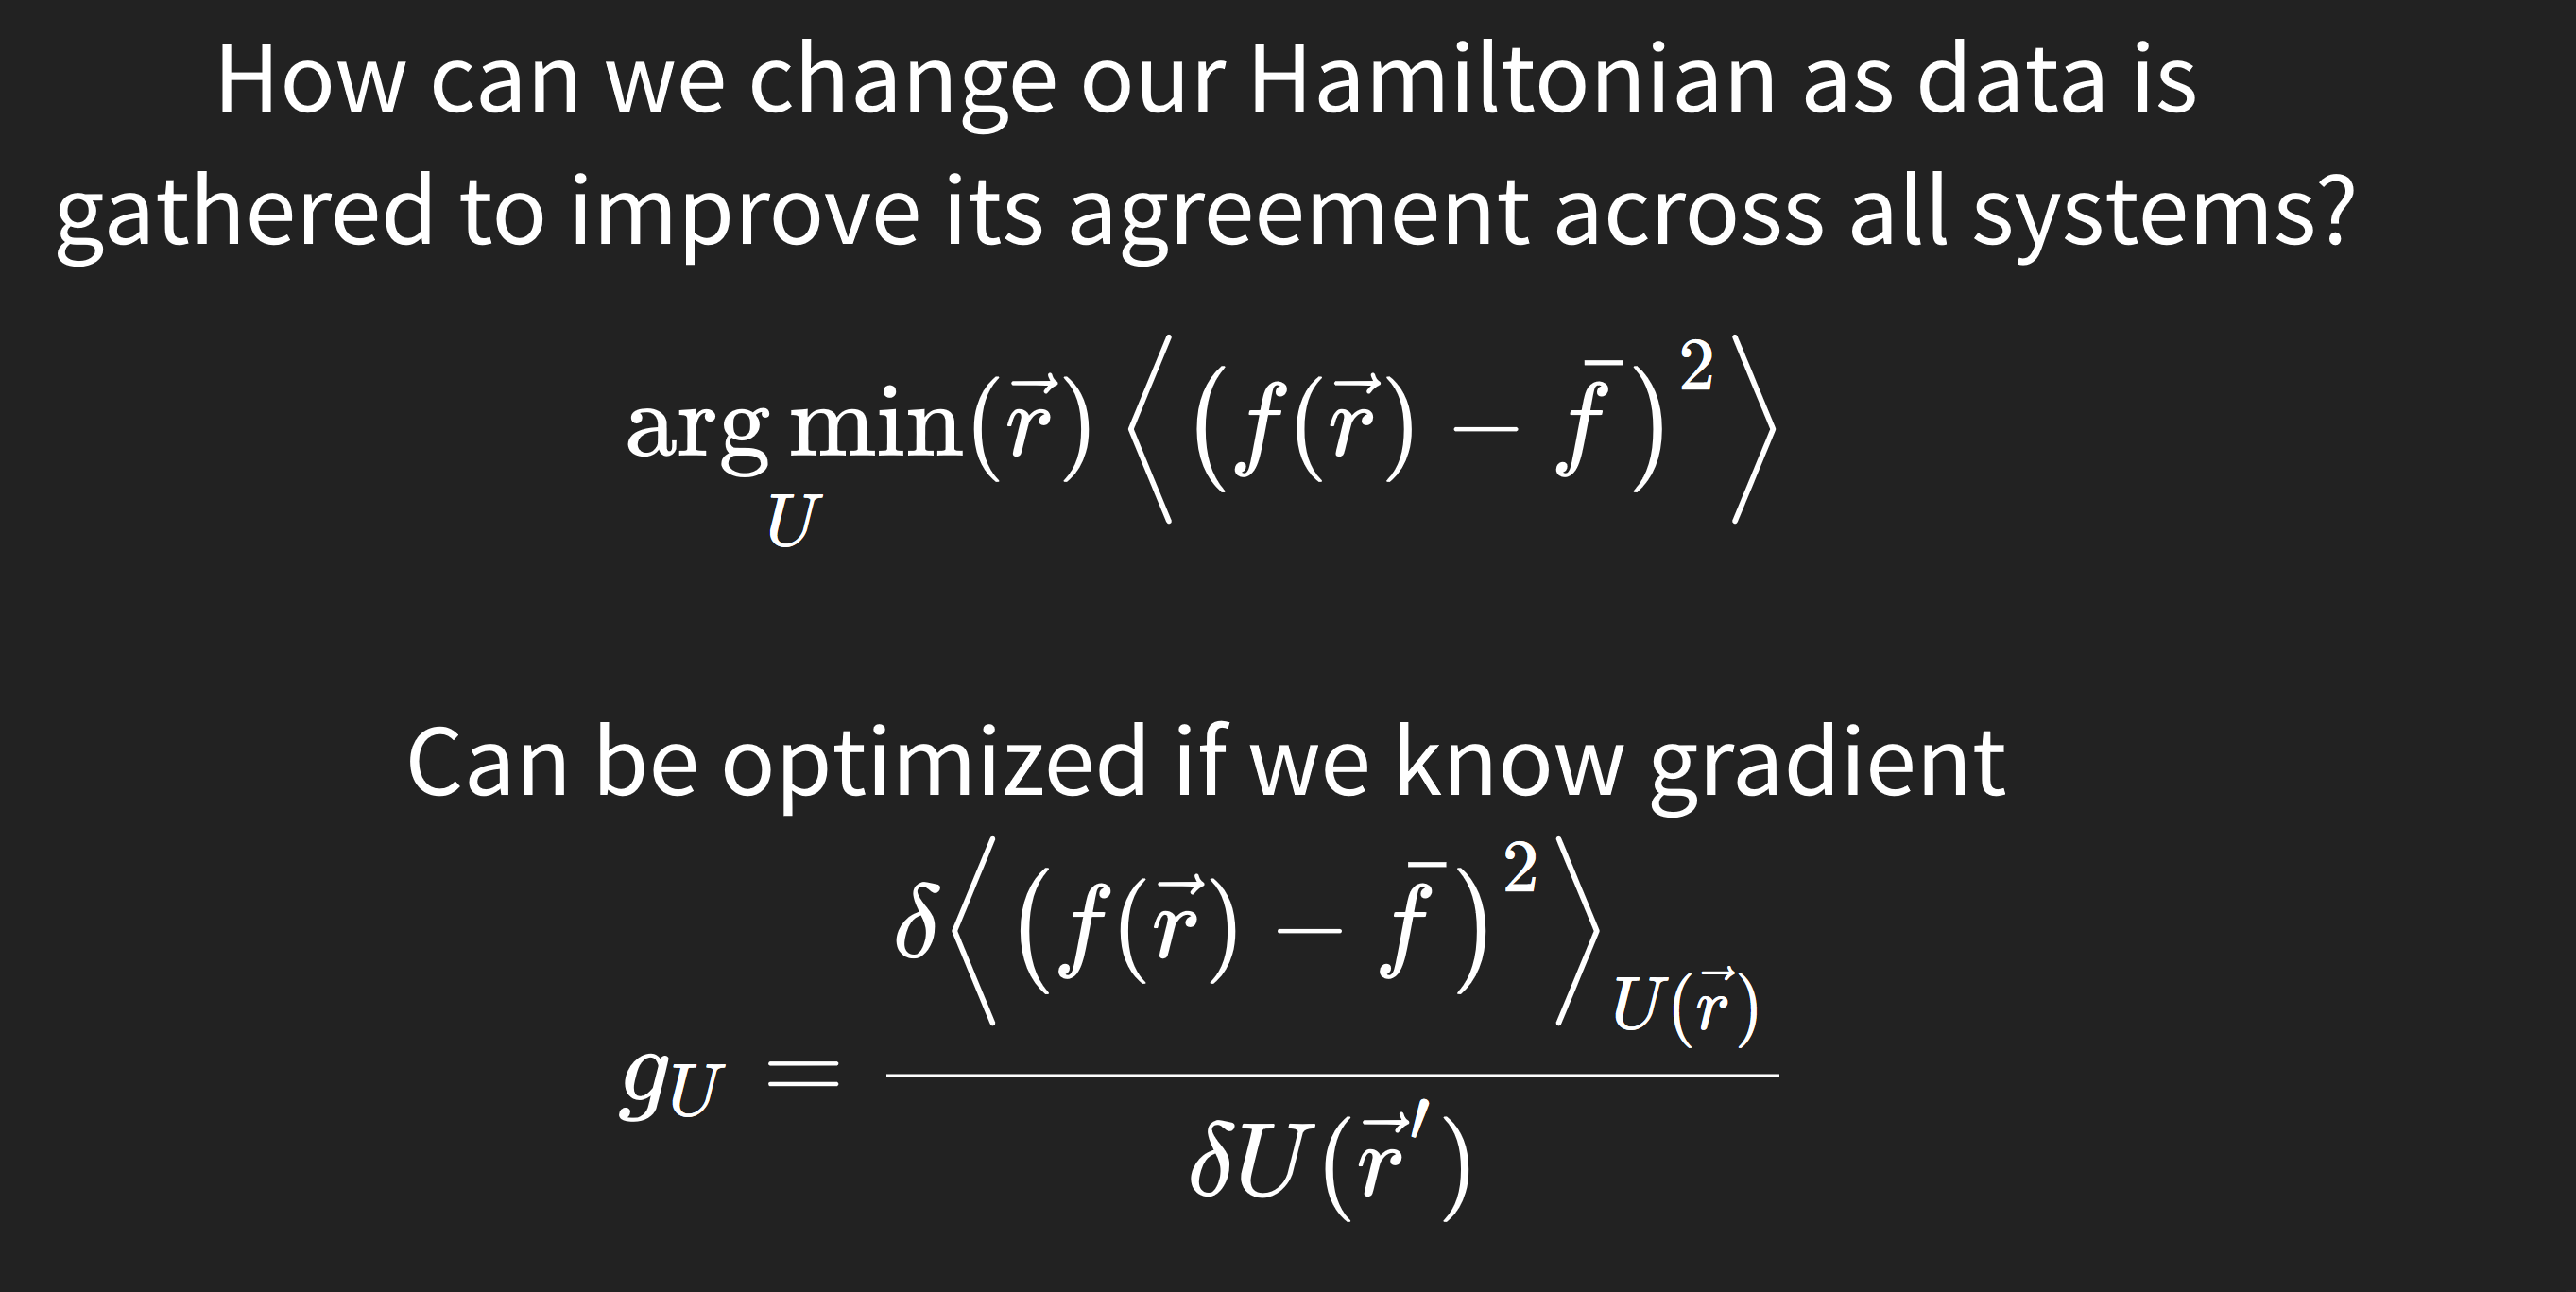 How can we change our Hamiltonian as data is
gathered to improve its agreement across all systems?
$\underset{U}{\arg\min}(\vec{r}) \left\langle \left( f(\vec{r}) - \bar{f} \right)^2 \right\rangle$
Can be optimized if we know gradient
$g_U = \frac{\delta \left\langle \left( f(\vec{r}) - \bar{f} \right)^2 \right\rangle_{U(\vec{r})}}{\delta U(\vec{r}')}$